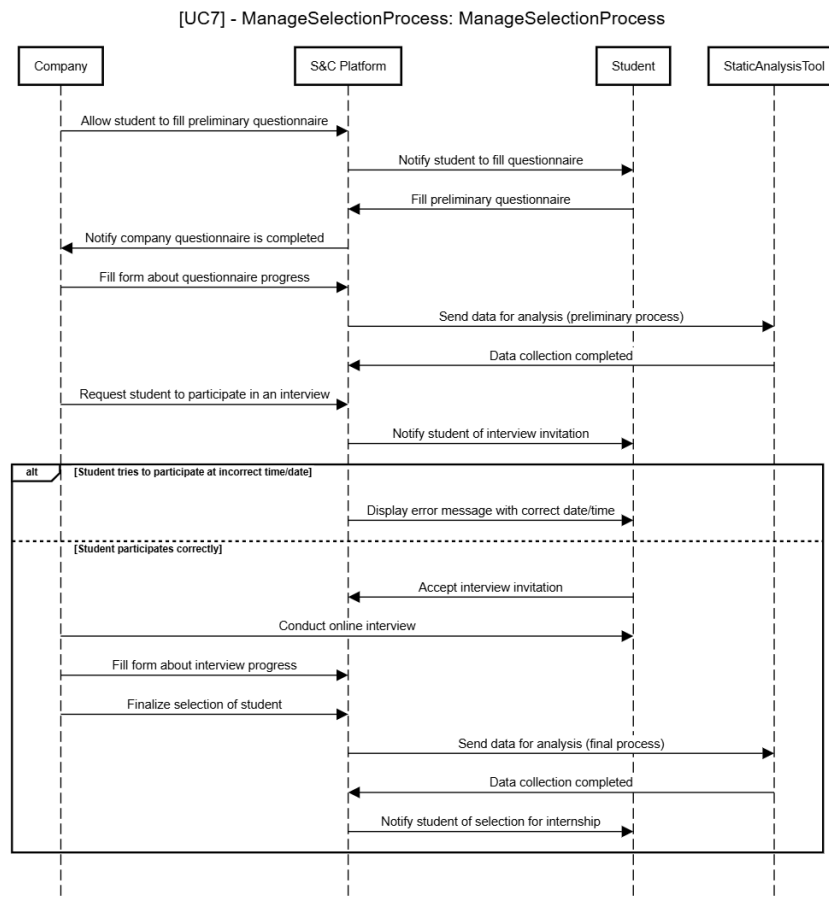 [UC7] - ManageSelectionProcess: ManageSelectionProcess
Company
S&C Platform
Student
StaticAnalysisTool
Allow student to fill preliminary questionnaire
Notify student to fill questionnaire
Fill preliminary questionnaire
Notify company questionnaire is completed
Fill form about questionnaire progress
Send data for analysis (preliminary process)
Data collection completed
Request student to participate in an interview
Notify student of interview invitation
alt
[Student tries to participate at incorrect time/date]
Display error message with correct date/time
[Student participates correctly]
Accept interview invitation
Conduct online interview
Fill form about interview progress
Finalize selection of student
Send data for analysis (final process)
Data collection completed
Notify student of selection for internship